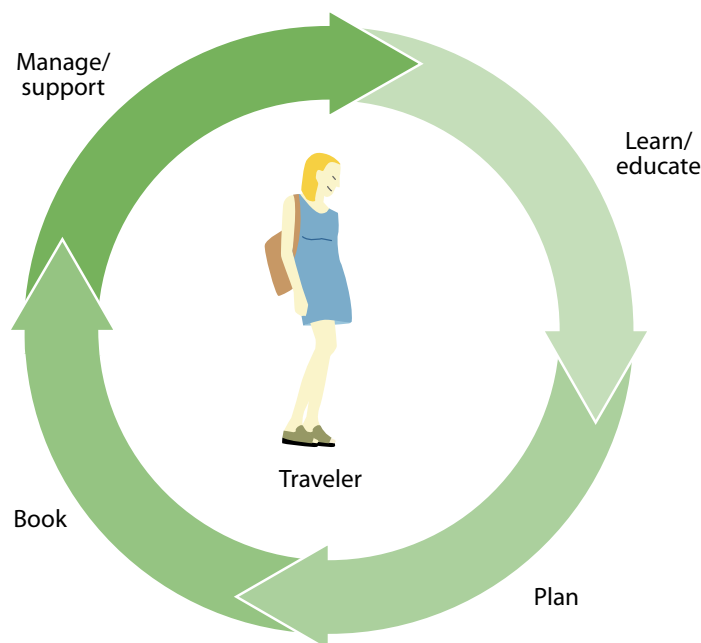 Manage/
support
Learn/
educate
Traveler
Book
Plan